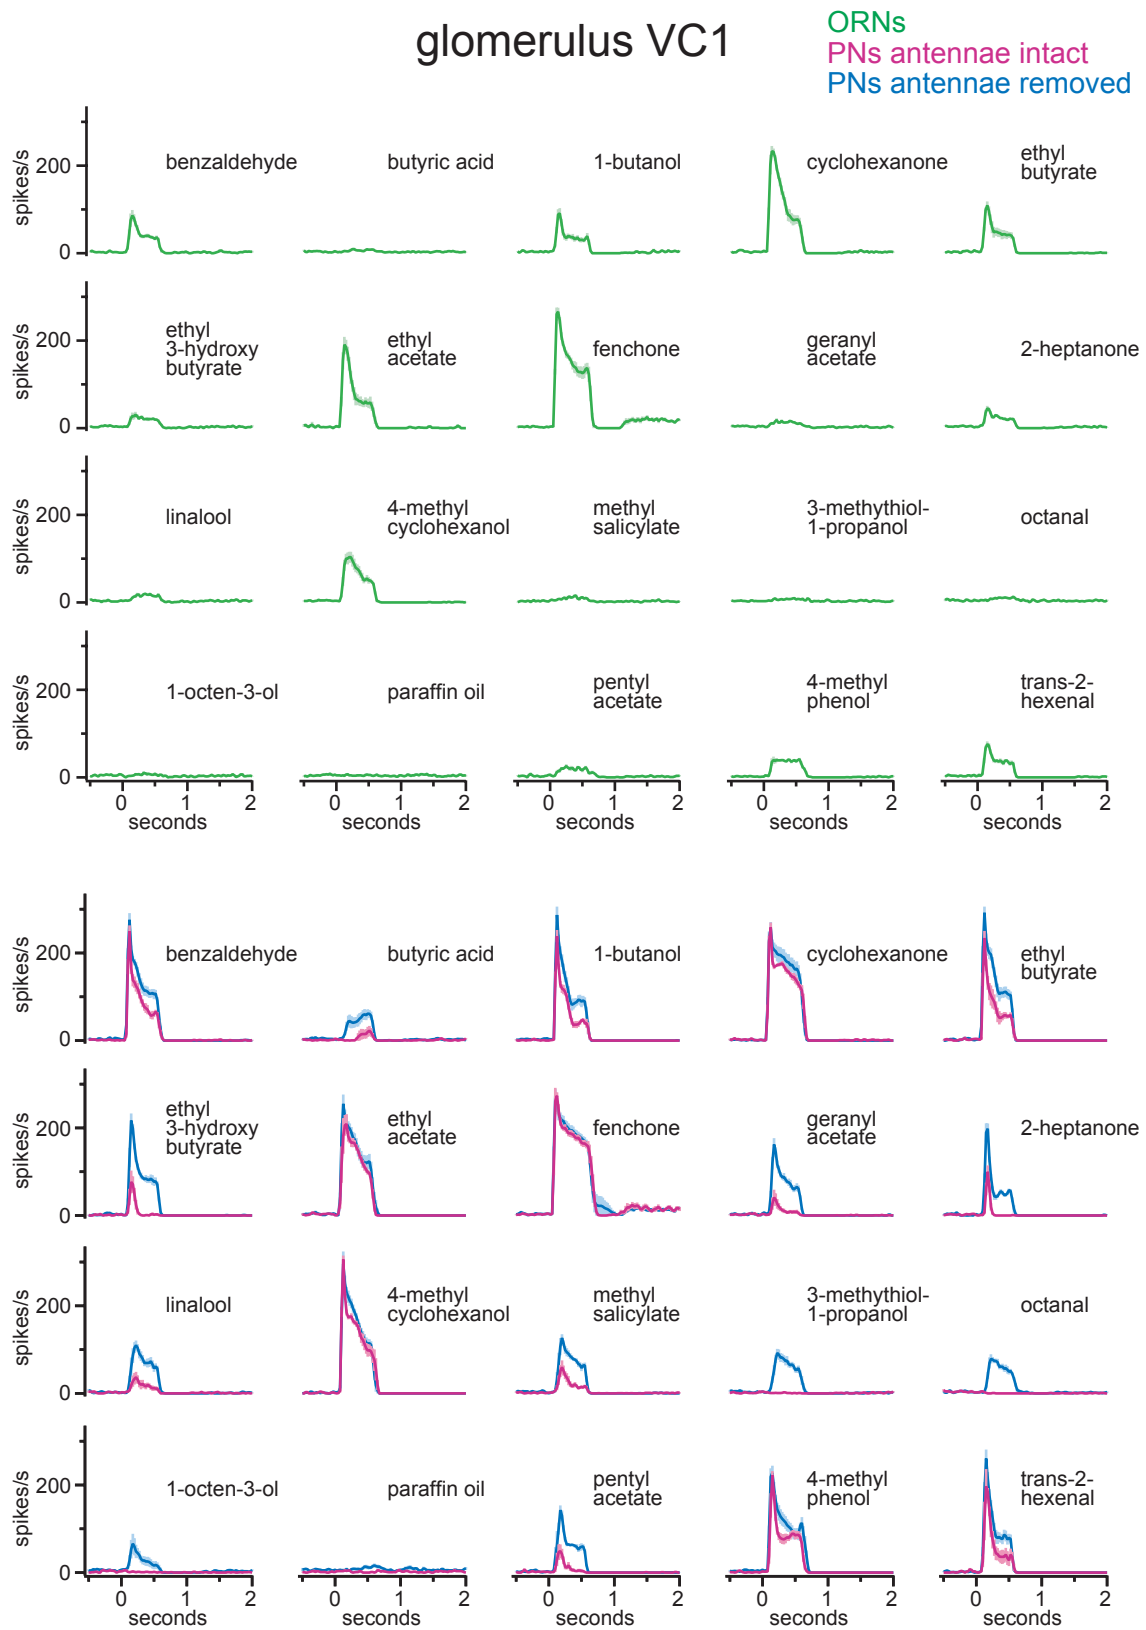 glomerulus VC1
ORNs
PNs antennae intact
PNs antennae removed
spikes/s
200
0
benzaldehyde
butyric acid
1-butanol
cyclohexanone
ethyl
butyrate
spikes/s
200
0
ethyl
3-hydroxy
butyrate
ethyl
acetate
fenchone
geranyl
acetate
2-heptanone
spikes/s
200
0
linalool
4-methyl
cyclohexanol
methyl
salicylate
3-methythiol-
1-propanol
octanal
spikes/s
200
0
1-octen-3-ol
paraffin oil
pentyl
acetate
4-methyl
phenol
trans-2-
hexenal
0 1 2
seconds
0 1 2
seconds
0 1 2
seconds
0 1 2
seconds
0 1 2
seconds
spikes/s
200
0
benzaldehyde
butyric acid
1-butanol
cyclohexanone
ethyl
butyrate
spikes/s
200
0
ethyl
3-hydroxy
butyrate
ethyl
acetate
fenchone
geranyl
acetate
2-heptanone
spikes/s
200
0
linalool
4-methyl
cyclohexanol
methyl
salicylate
3-methythiol-
1-propanol
octanal
spikes/s
200
0
1-octen-3-ol
paraffin oil
pentyl
acetate
4-methyl
phenol
trans-2-
hexenal
0 1 2
seconds
0 1 2
seconds
0 1 2
seconds
0 1 2
seconds
0 1 2
seconds